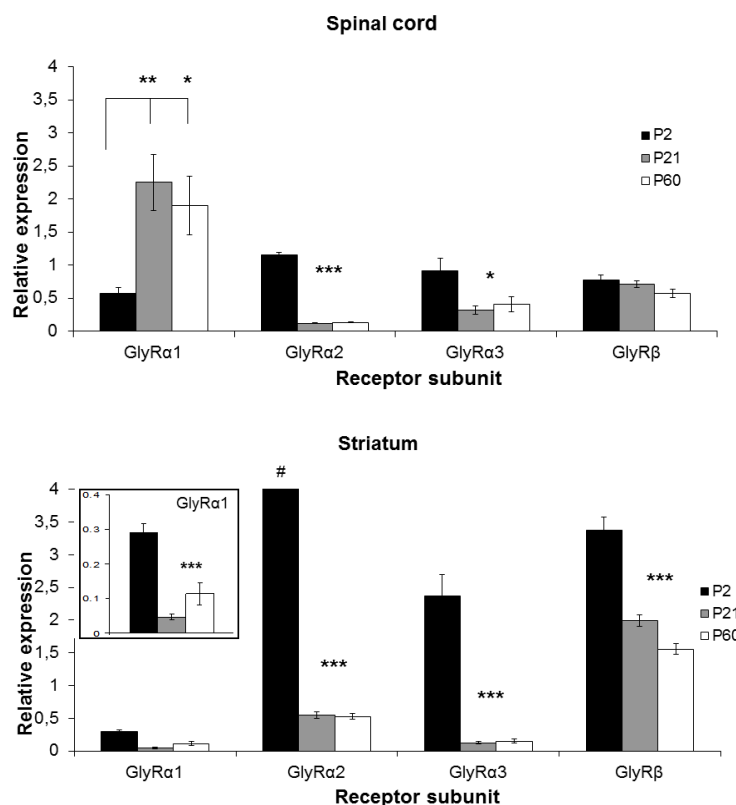 Spinal cord
Relative expression
4
3,5
3
2,5
2
1,5
1
0,5
0
** *
***
*
P2
P21
P60
GlyRα1 GlyRα2 GlyRα3 GlyRβ
Receptor subunit
Striatum
Relative expression
4
3,5
3
2,5
2
1,5
1
0,5
0
GlyRα1
0.4
0.3
0.2
0.1
0
***
#
***
***
***
P2
P21
P60
GlyRα1 GlyRα2 GlyRα3 GlyRβ
Receptor subunit